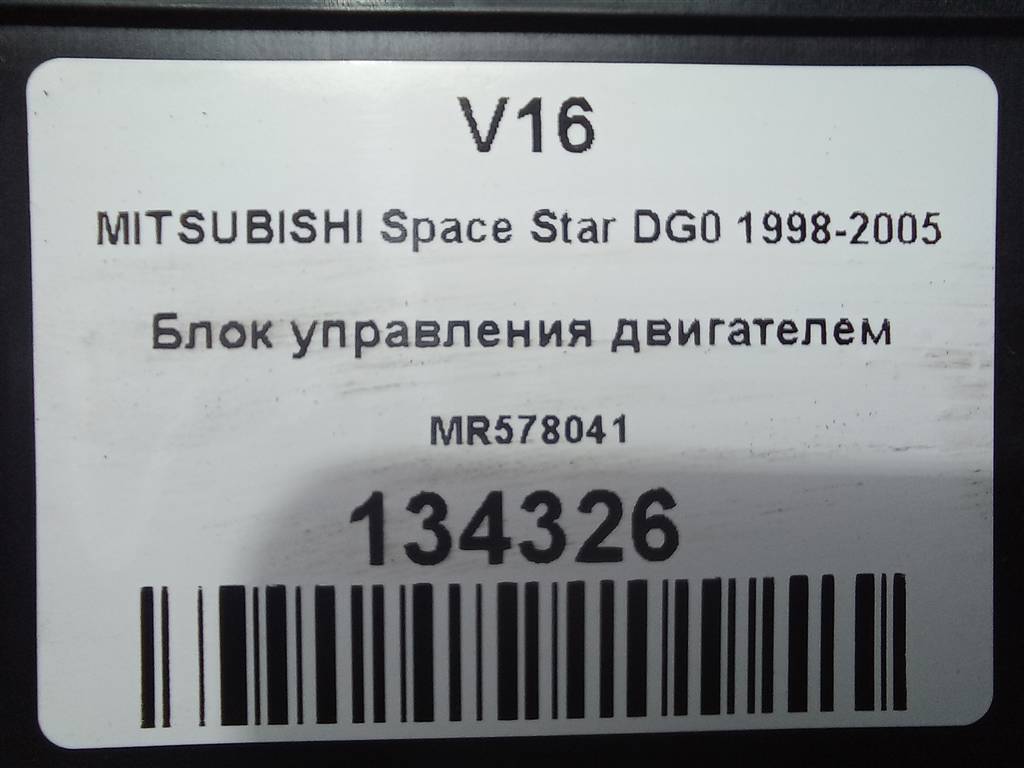 V16
MITSUBISHI Space Star DG0 1998-2005
Блок управления двигателем
MR578041
134326